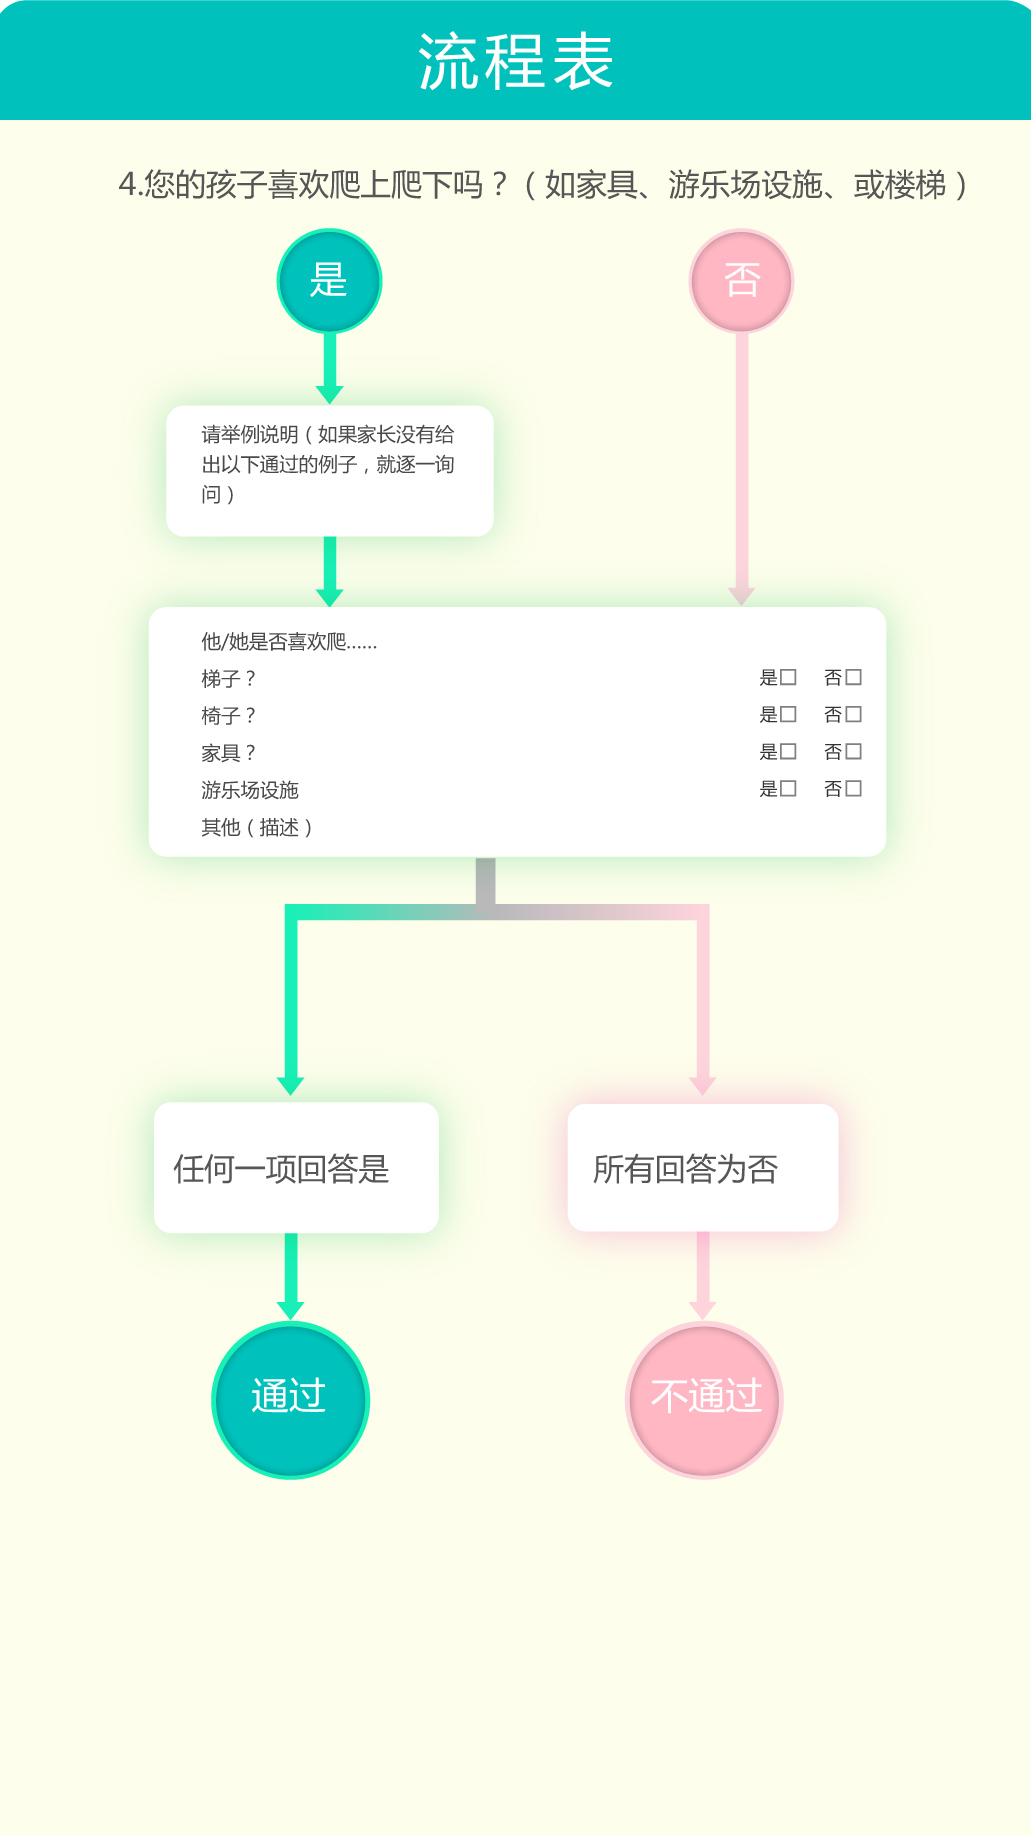 流程表
4.您的孩子喜欢爬上爬下吗？（如家具、游乐场设施、或楼梯）
是
否
请举例说明（如果家长没有给
出以下通过的例子，就逐一询
问）
他/她是否喜欢爬......
梯子？ 是□ 否□
椅子？ 是□ 否□
家具？ 是□ 否□
游乐场设施 是□ 否□
其他（描述）
任何一项回答是
所有回答为否
通过
不通过